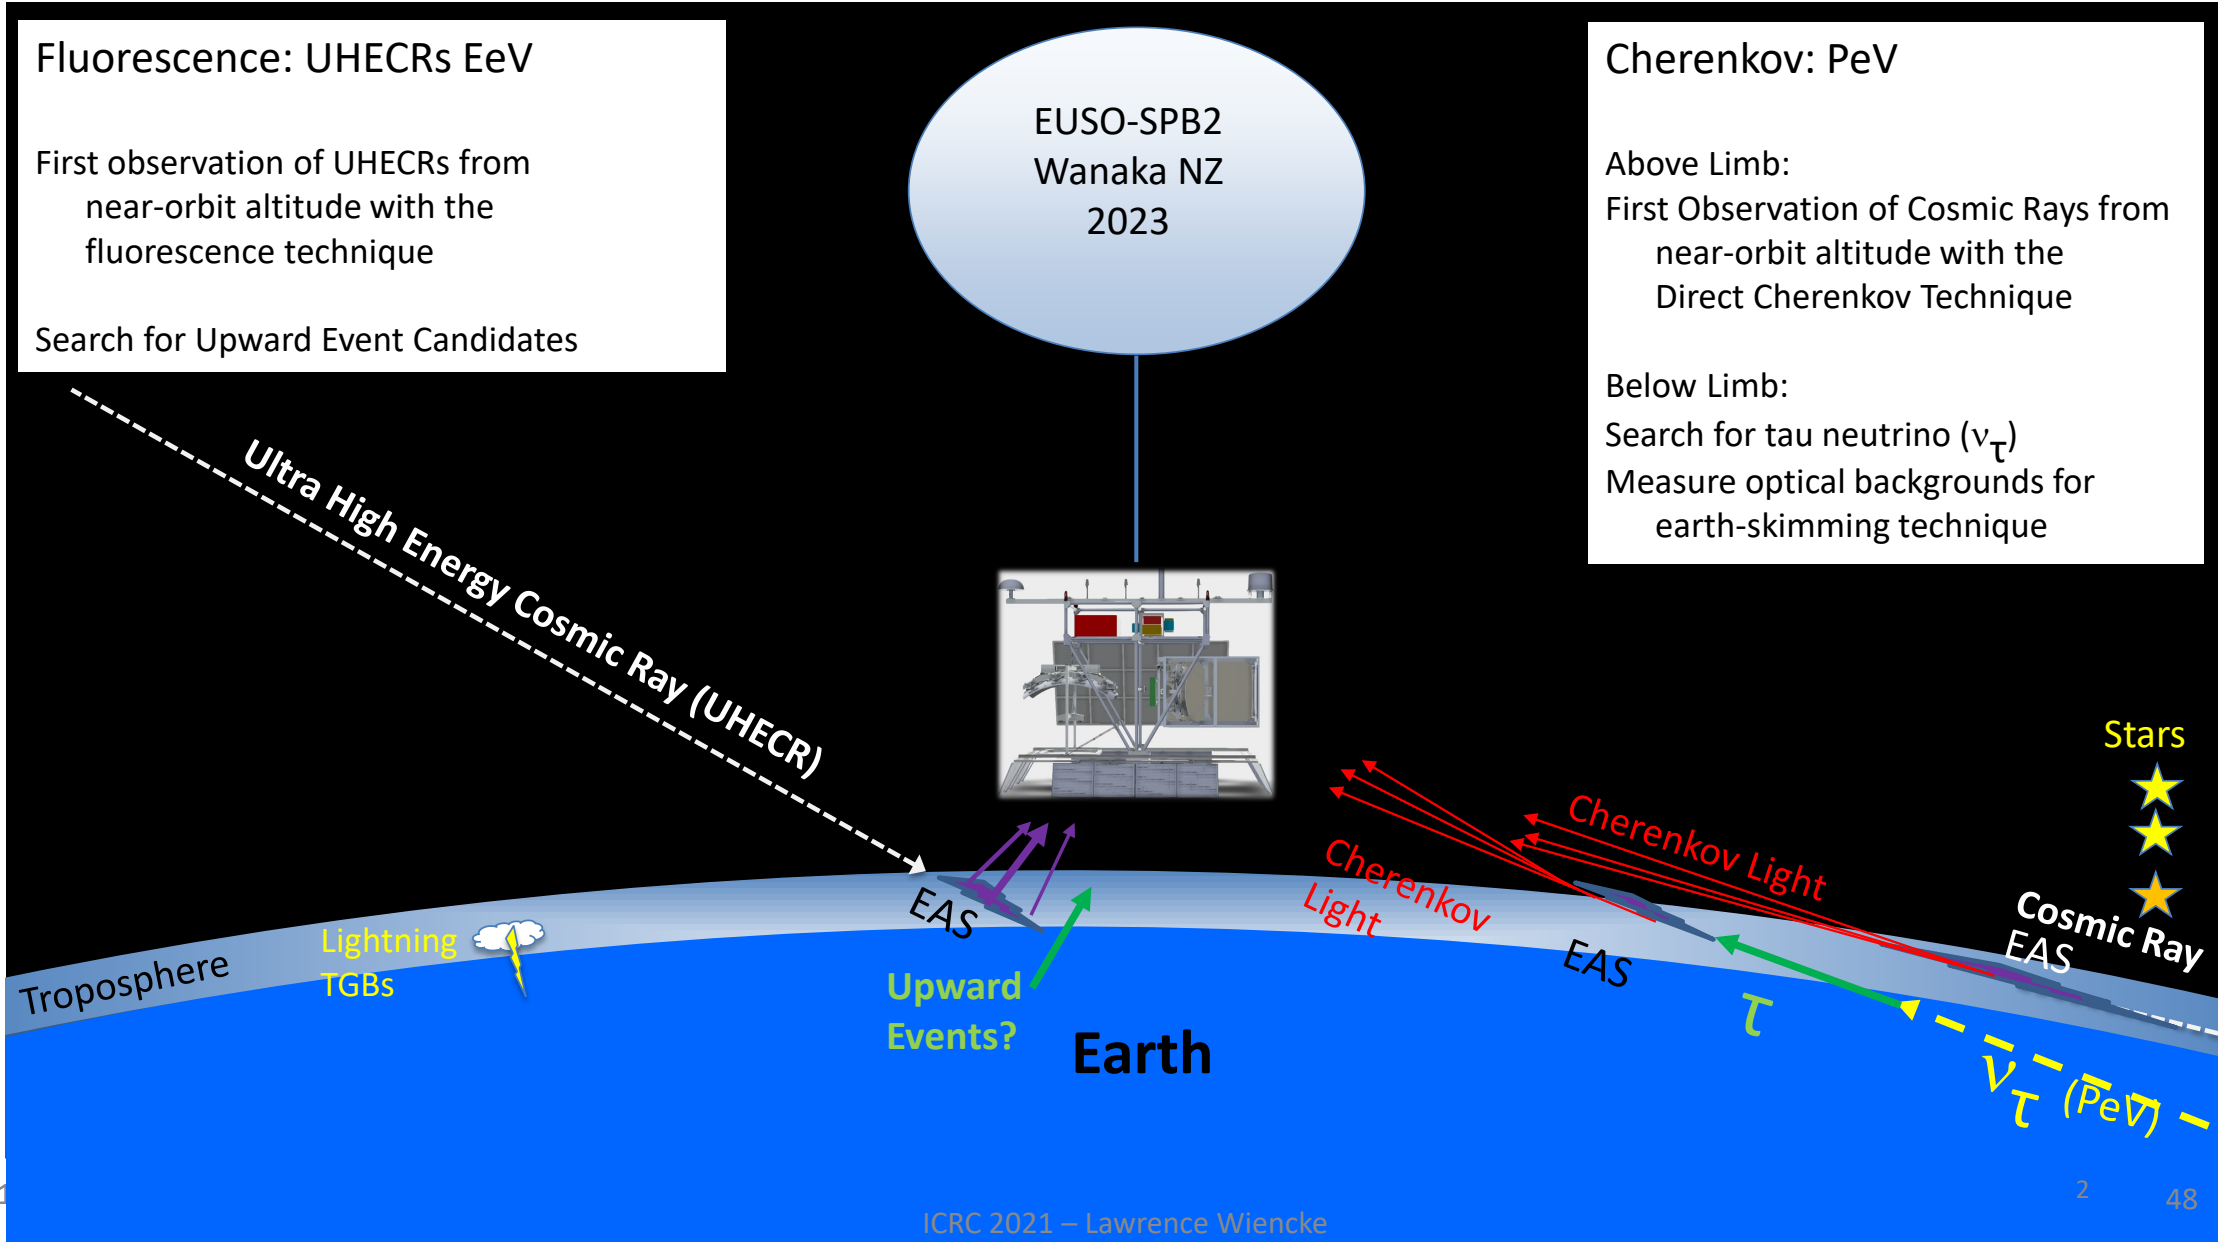 Fluorescence: UHECRs EeV
First observation of UHECRs from
near-orbit altitude with the
fluorescence technique
Search for Upward Event Candidates
EUSO-SPB2
Wanaka NZ
2023
Cherenkov: PeV
Above Limb:
First Observation of Cosmic Rays from
near-orbit altitude with the
Direct Cherenkov Technique
Below Limb:
Search for tau neutrino (ντ)
Measure optical backgrounds for
earth-skimming technique
Ultra High Energy Cosmic Ray (UHECR)
Stars
Cherenkov Light
Cherenkov
Light
Cosmic Ray
EAS
EAS
EAS
Lightning
TGBs
Troposphere
Upward
Events?
Earth
τ
ντ (PeV)
2
48
ICRC 2021 – Lawrence Wiencke